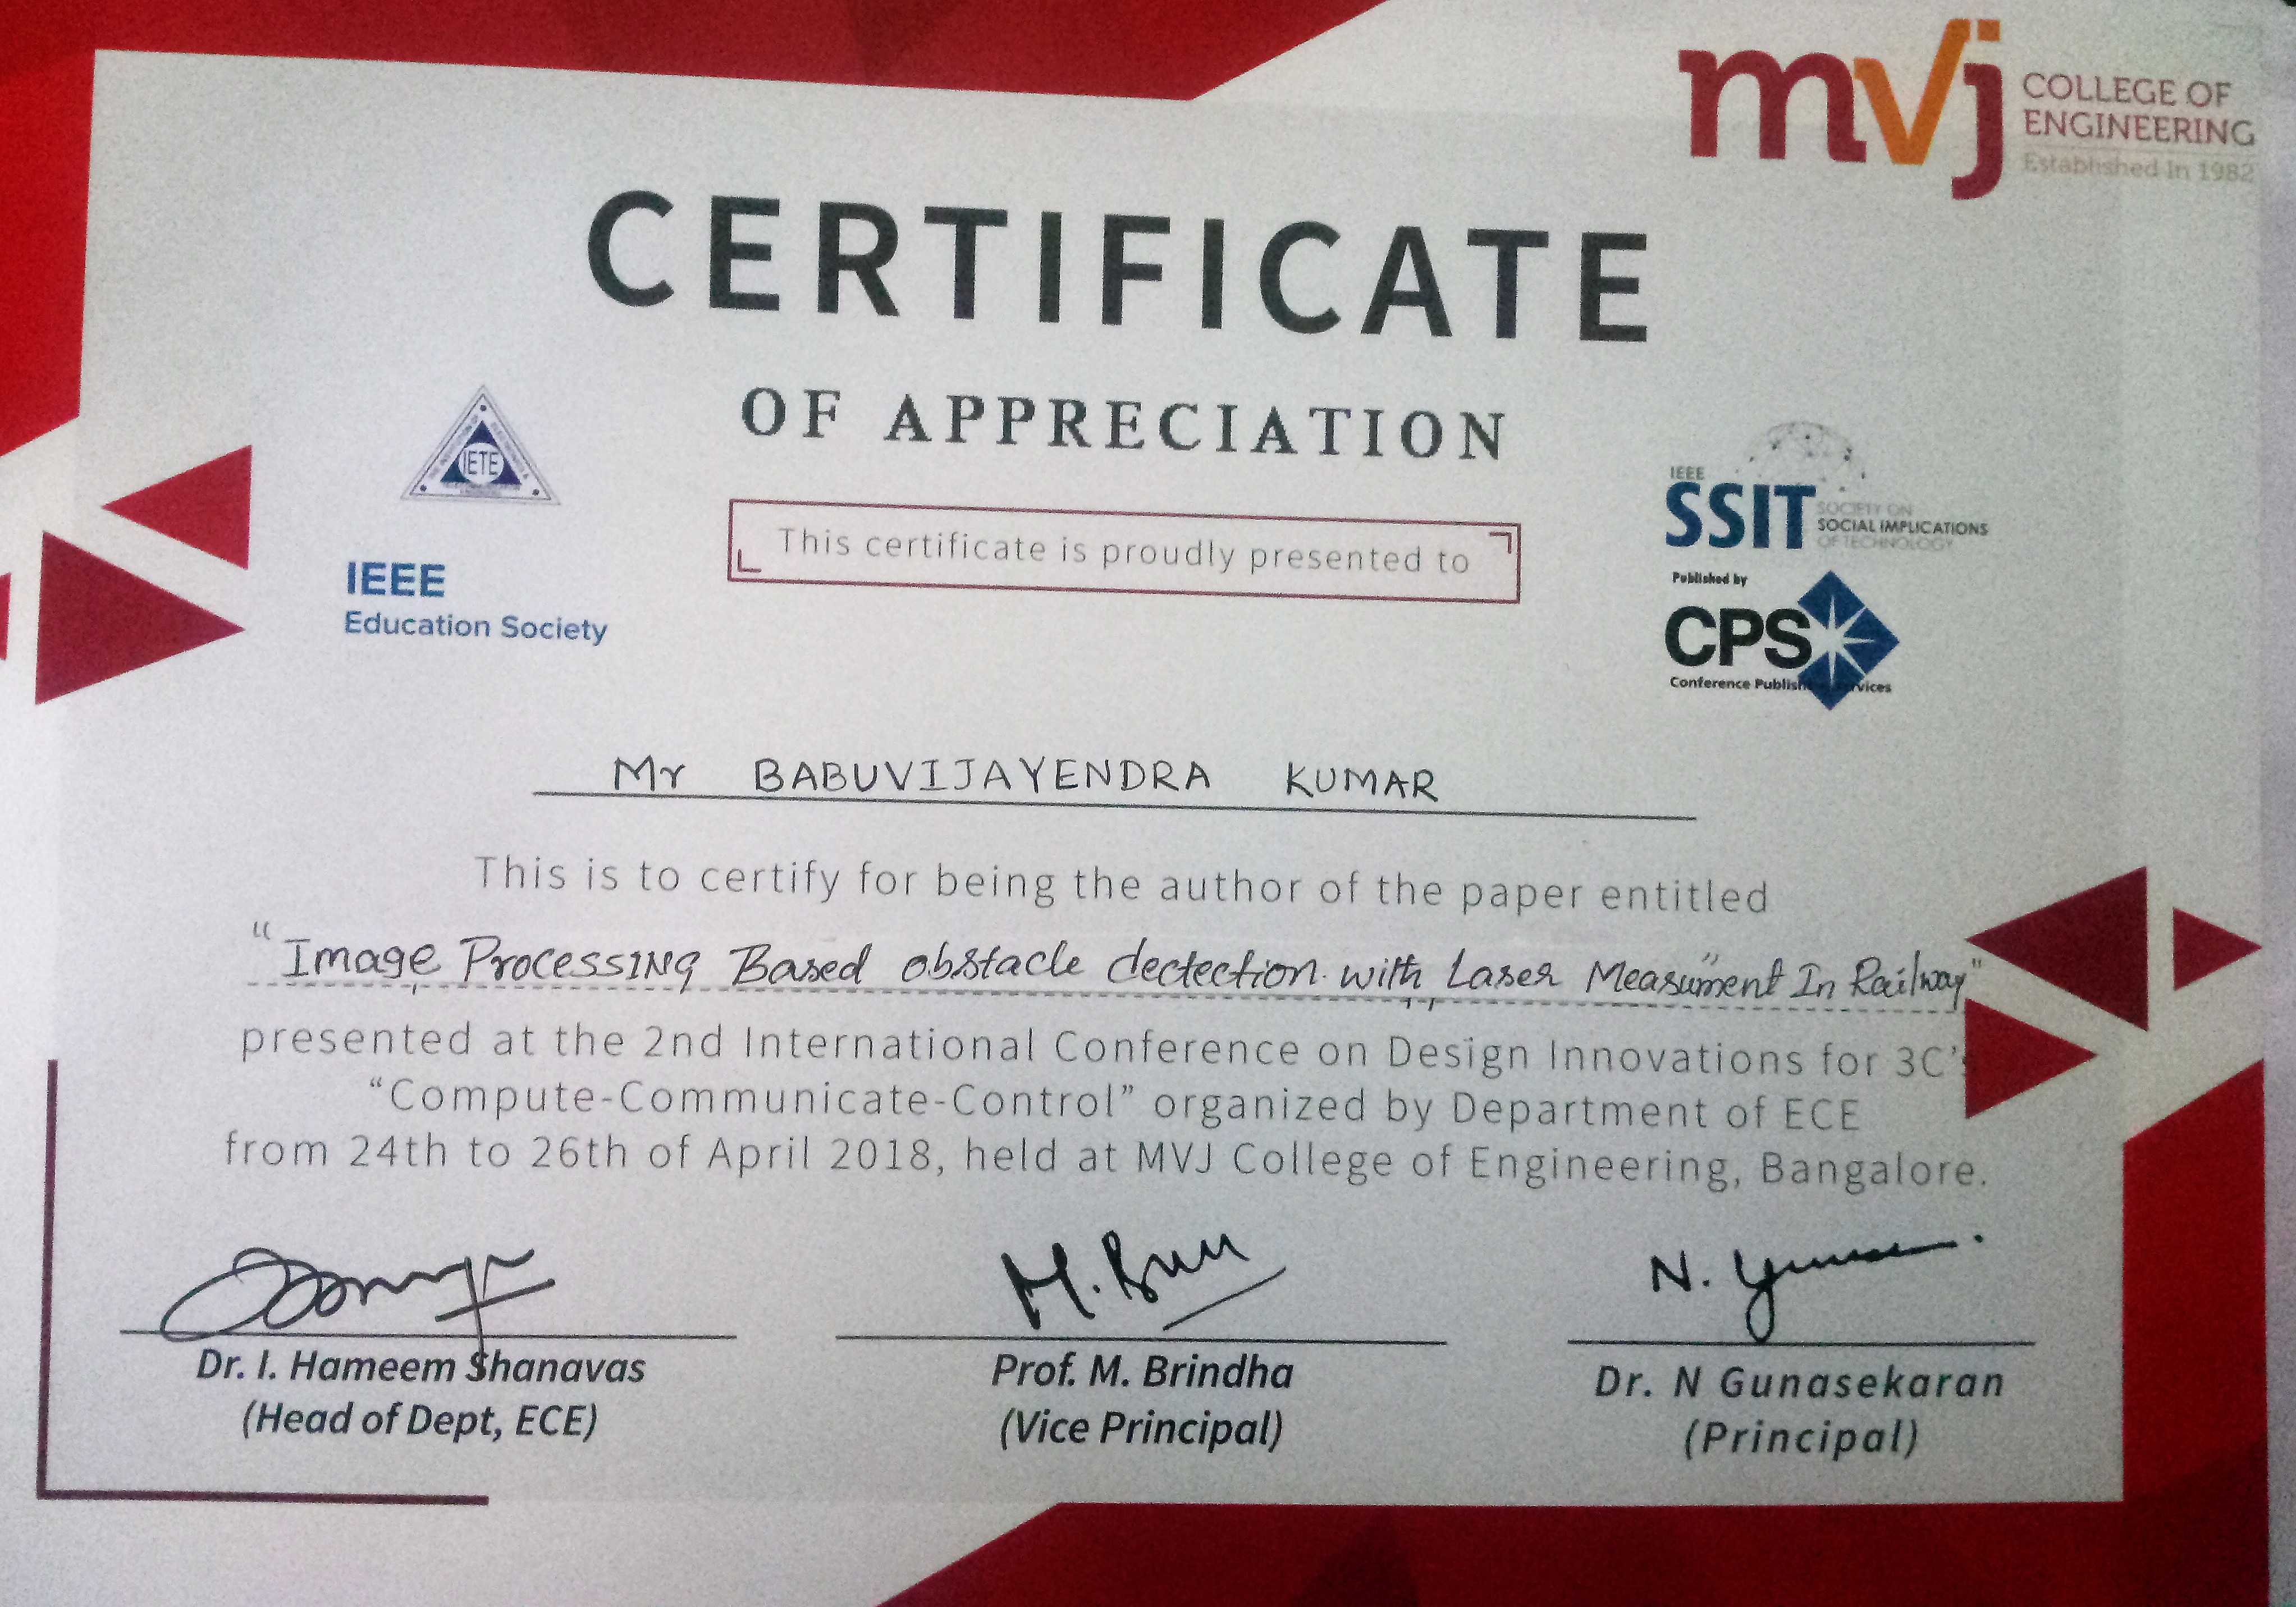 mvj COLLEGE OF
ENGINEERING
Established In 1982
CERTIFICATE
OF APPRECIATION
IETE
IEEE
Education Society
This certificate is proudly presented to
IEEE
SSIT SOCIETY ON
SOCIAL IMPLICATIONS
OF TECHNOLOGY
Published by
CPS
Conference Publishing Services
Mr BABUVIJAYENDRA KUMAR
This is to certify for being the author of the paper entitled
"Image Processing Based obstacle dectection with Laser Measument In Railway"
presented at the 2nd International Conference on Design Innovations for 3C's
“Compute-Communicate-Control” organized by Department of ECE
from 24th to 26th of April 2018, held at MVJ College of Engineering, Bangalore.
M. Brin
N. Guna
Dr. I. Hameem Shanavas
(Head of Dept, ECE)
Prof. M. Brindha
(Vice Principal)
Dr. N Gunasekaran
(Principal)